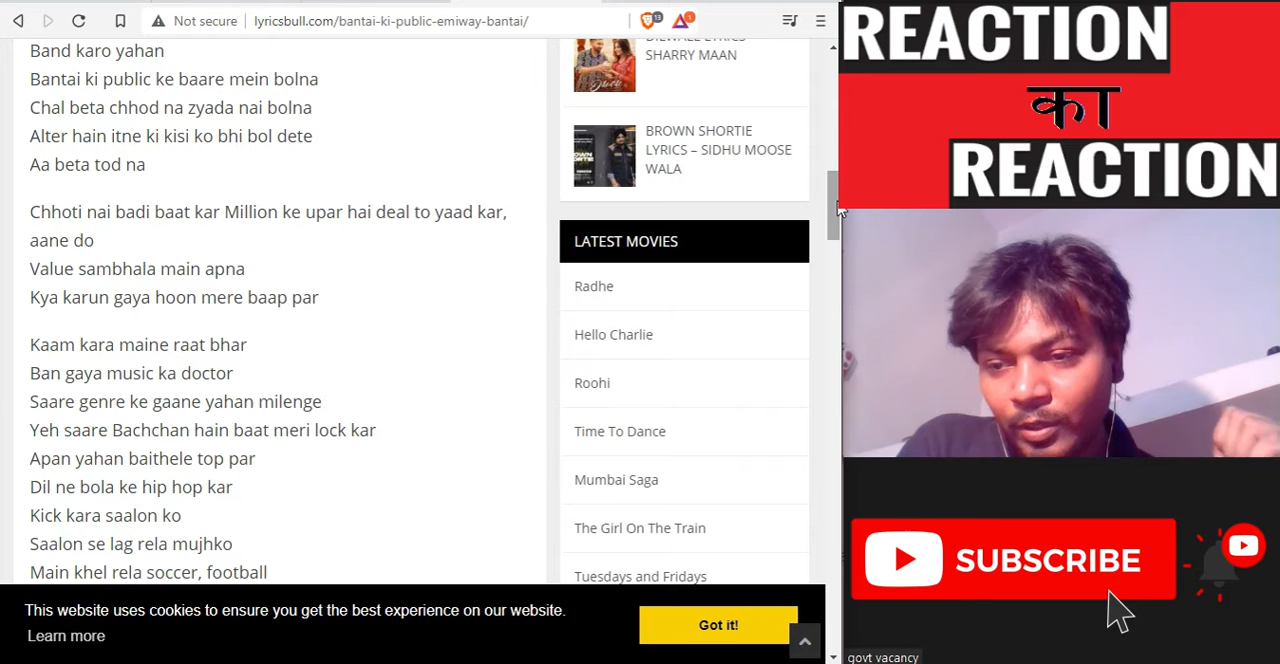 Not secure
lyricsbull.com/bantai-ki-public-emiway-bantai/
13
1
Band karo yahan
Bantai ki public ke baare mein bolna
Chal beta chhod na zyada nai bolna
Alter hain itne ki kisi ko bhi bol dete
Aa beta tod na
Chhoti nai badi baat kar Million ke upar hai deal to yaad kar,
aane do
Value sambhala main apna
Kya karun gaya hoon mere baap par
Kaam kara maine raat bhar
Ban gaya music ka doctor
Saare genre ke gaane yahan milenge
Yeh saare Bachchan hain baat meri lock kar
Apan yahan baithele top par
Dil ne bola ke hip hop kar
Kick kara saalon ko
Saalon se lag rela mujhko
Main khel rela soccer, football
DILWALE LYRICS
SHARRY MAAN
BROWN SHORTIE
LYRICS – SIDHU MOOSE
WALA
LATEST MOVIES
Radhe
Hello Charlie
Roohi
Time To Dance
Mumbai Saga
The Girl On The Train
Tuesdays and Fridays
This website uses cookies to ensure you get the best experience on our website.
Learn more
Got it!
REACTION
का
REACTION
SUBSCRIBE
govt vacancy